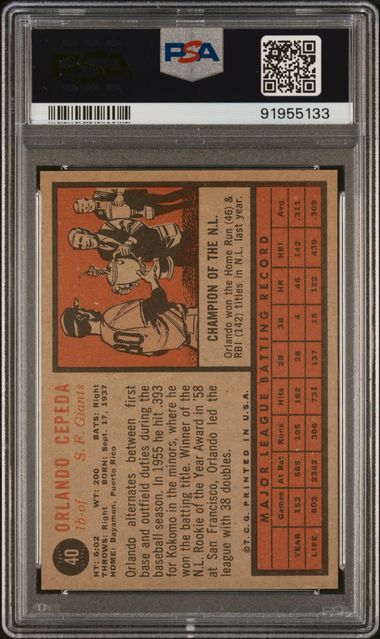 PSA
PSA
91955133
40
ORLANDO CEPEDA
1b-of S. F. Giants
HT: 6:02 WT: 200 BATS: Right
THROWS: Right BORN: Sept. 17, 1937
HOME: Bayamon, Puerto Rico
Orlando alternates between first
base and outfield duties during the
baseball season. In 1955 he hit .393
for Kokomo in the minors, where he
won the batting title. Winner of the
N.L. Rookie of the Year Award in '58
at San Francisco, Orlando led the
league with 38 doubles.
30
CHAMPION OF THE N.L.
Orlando won the Home Run (46) &
RBI (142) titles in N.L. last year.
©T.C.G. PRINTED IN U.S.A.
MAJOR LEAGUE BATTING RECORD
Games At Bat Runs Hits 2B 3B HR RBI Avg.
YEAR 152 585 105 182 28 4 46 142 .311
LIFE 602 2362 366 731 137 15 122 439 .309